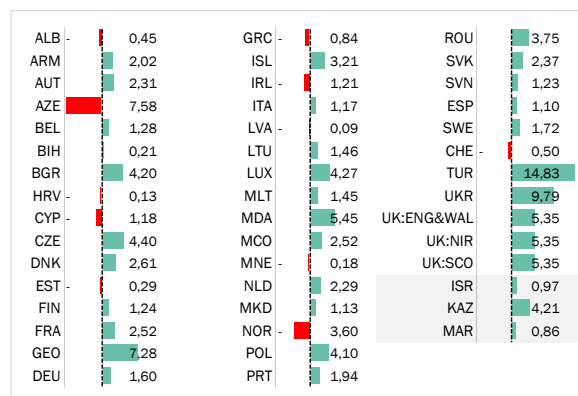 ALB - 0,45
ARM 2,02
AUT 2,31
AZE 7,58
BEL 1,28
BIH 0,21
BGR 4,20
HRV - 0,13
CYP - 1,18
CZE 4,40
DNK 2,61
EST - 0,29
FIN 1,24
FRA 2,52
GEO 7,28
DEU 1,60
GRC - 0,84
ISL 3,21
IRL - 1,21
ITA 1,17
LVA - 0,09
LTU 1,46
LUX 4,27
MLT 1,45
MDA 5,45
MCO 2,52
MNE - 0,18
NLD 2,29
MKD 1,13
NOR - 3,60
POL 4,10
PRT 1,94
ROU 3,75
SVK 2,37
SVN 1,23
ESP 1,10
SWE 1,72
CHE - 0,50
TUR 14,83
UKR 9,79
UK:ENG&WAL 5,35
UK:NIR 5,35
UK:SCO 5,35
ISR 0,97
KAZ 4,21
MAR 0,86